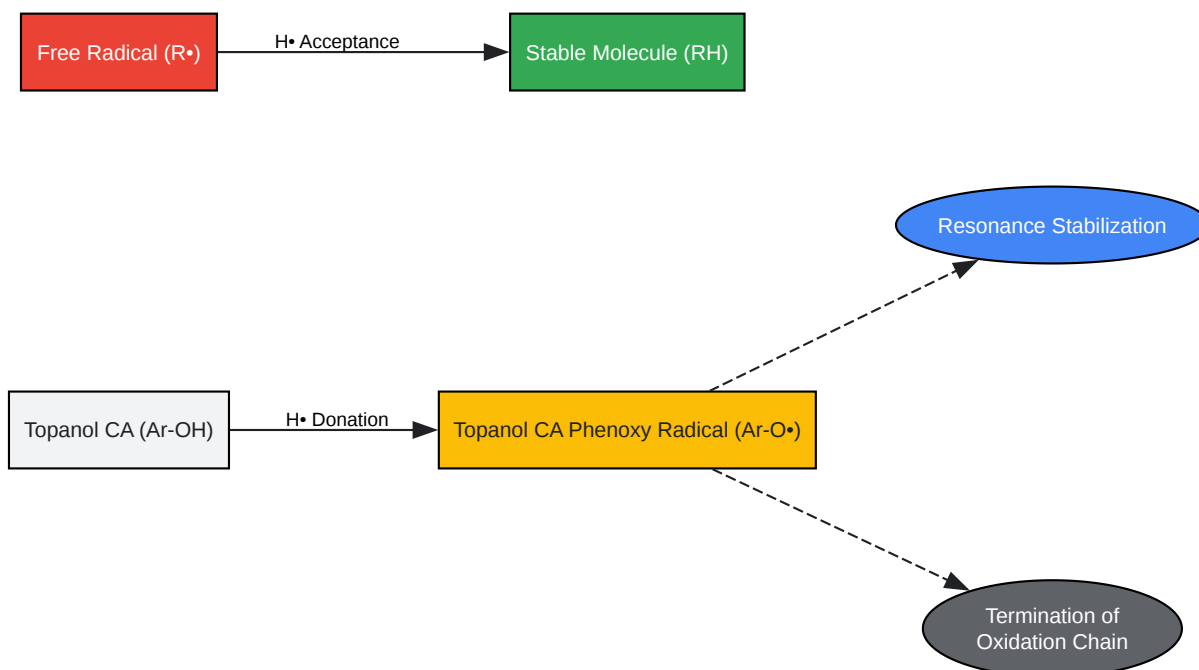 Free Radical (R•)
H• Acceptance
Stable Molecule (RH)
Resonance Stabilization
Topanol CA (Ar-OH)
H• Donation
Topanol CA Phenoxy Radical (Ar-O•)
Termination of
Oxidation Chain